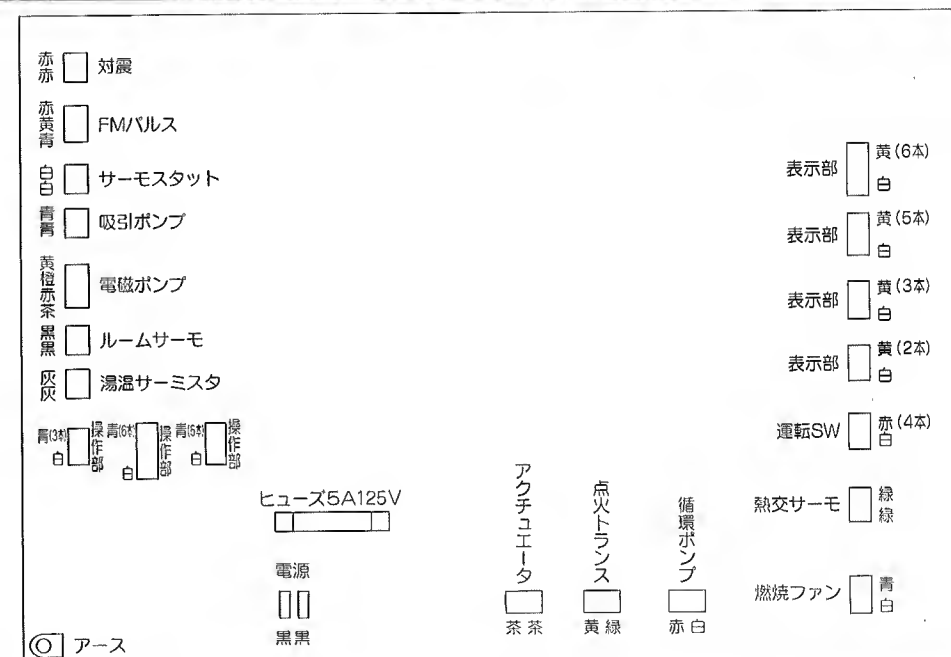 赤
赤
対震
赤
黄
青
FMパルス
白
白
サーモスタット
青
青
吸引ポンプ
黄
橙
赤
茶
電磁ポンプ
黒
黒
ルームサーモ
灰
灰
湯温サーミスタ
青(3本)
白
操作部
青(6本)
白
操作部
青(5本)
白
操作部
ヒューズ5A125V
電源
黒黒
アース
アクチュエータ
茶茶
点火トランス
黄緑
循環ポンプ
赤白
表示部
黄(6本)
白
表示部
黄(5本)
白
表示部
黄(3本)
白
表示部
黄(2本)
白
運転SW
赤(4本)
白
熱交サーモ
緑
緑
燃焼ファン
青
白